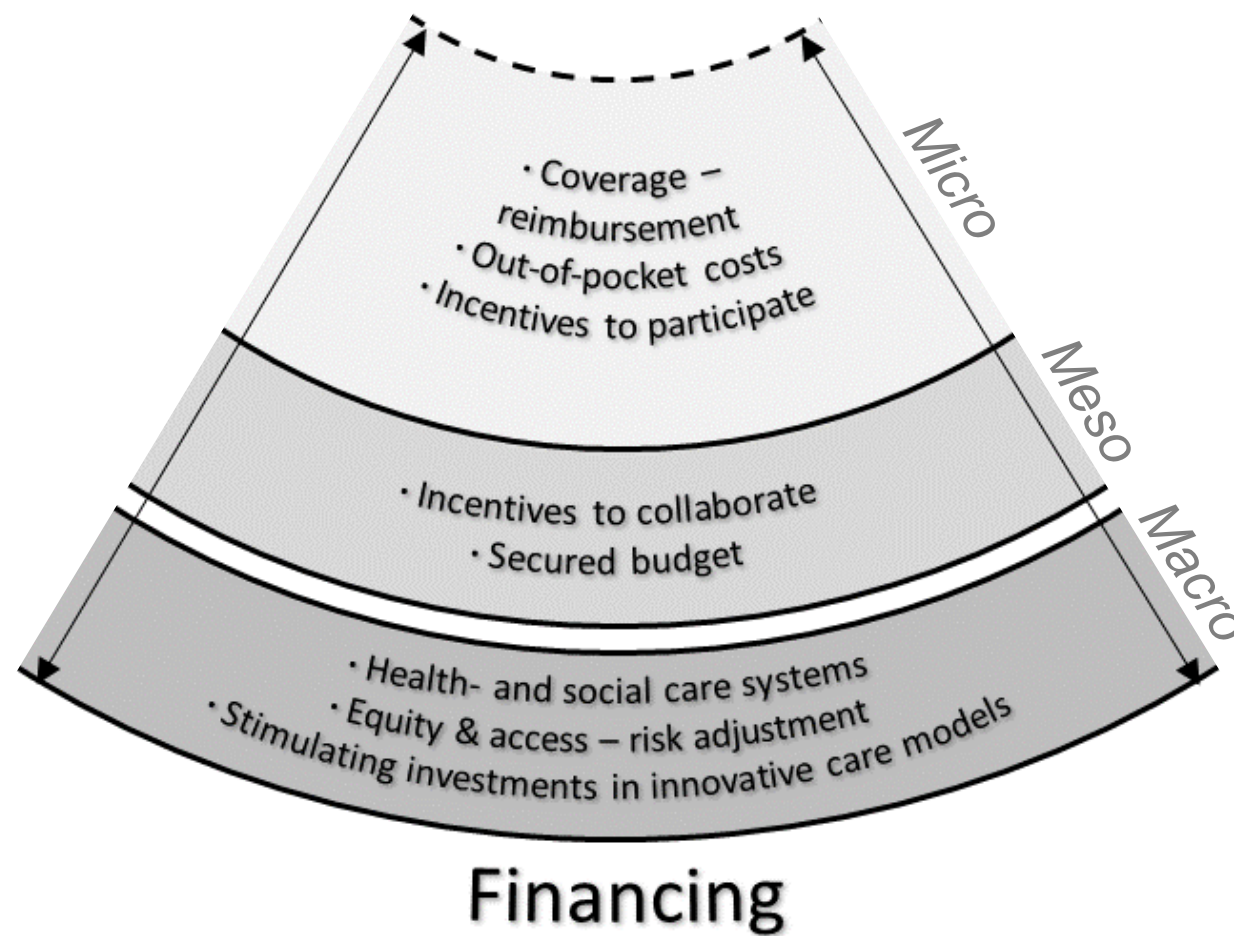 · Coverage –
reimbursement
· Out-of-pocket costs
· Incentives to participate
Micro
· Incentives to collaborate
· Secured budget
Meso
· Health- and social care systems
· Equity & access – risk adjustment
· Stimulating investments in innovative care models
Macro
Financing